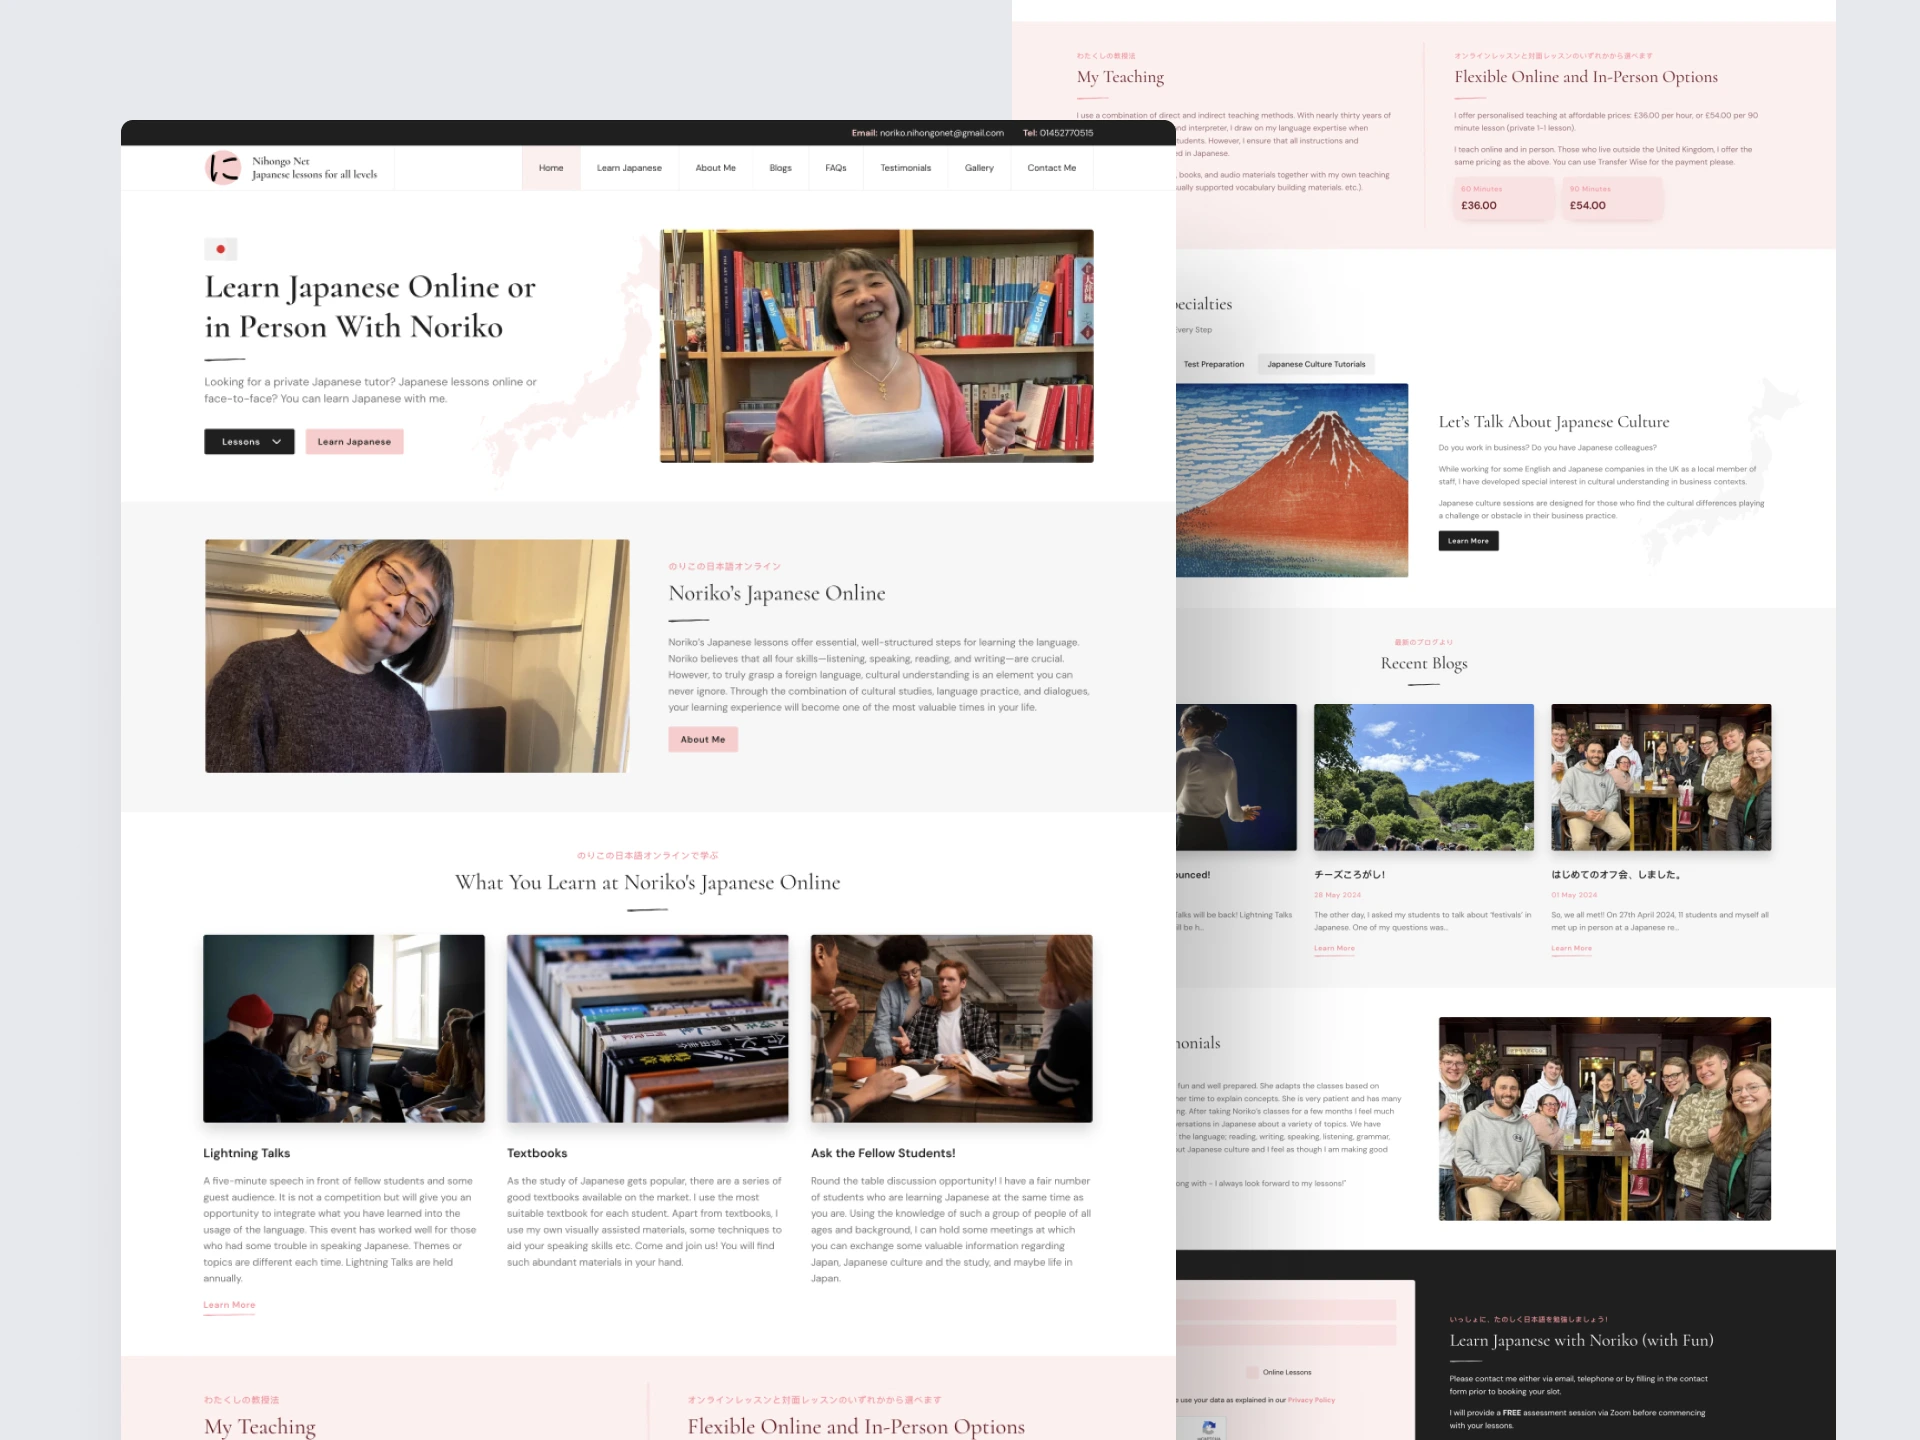 Email: noriko.nihongonet@gmail.com Tel: 01452770515
に
Nihongo Net
Japanese lessons for all levels
Home Learn Japanese About Me Blogs FAQs Testimonials Gallery Contact Me
Learn Japanese Online or
in Person With Noriko
Looking for a private Japanese tutor? Japanese lessons online or
face-to-face? You can learn Japanese with me.
Lessons
Learn Japanese
Italy
Japan
のりこの日本語オンライン
Noriko’s Japanese Online
Noriko’s Japanese lessons offer essential, well-structured steps for learning the language.
Noriko believes that all four skills—listening, speaking, reading, and writing—are crucial.
However, to truly grasp a foreign language, cultural understanding is an element you can
never ignore. Through the combination of cultural studies, language practice, and dialogues,
your learning experience will become one of the most valuable times in your life.
About Me
のりこの日本語オンラインで学ぶ
What You Learn at Noriko's Japanese Online
Lightning Talks
A five-minute speech in front of fellow students and some
guest audience. It is not a competition but will give you an
opportunity to integrate what you have learned into the
usage of the language. This event has worked well for those
who had some trouble in speaking Japanese. Themes or
topics are different each time. Lightning Talks are held
annually.
Learn More
Textbooks
As the study of Japanese gets popular, there are a series of
good textbooks available on the market. I use the most
suitable textbook for each student. Apart from textbooks, I
use my own visually assisted materials, some techniques to
aid your speaking skills etc. Come and join us! You will find
such abundant materials in your hand.
Ask the Fellow Students!
Round the table discussion opportunity! I have a fair number
of students who are learning Japanese at the same time as
you are. Using the knowledge of such a group of people of all
ages and background, I can hold some meetings at which
you can exchange some valuable information regarding
Japan, Japanese culture and the study, and maybe life in
Japan.
わたくしの教授法
My Teaching
オンラインレッスンと対面レッスンのいずれかから選べます
Flexible Online and In-Person Options
わたくしの教授法
My Teaching
I use a combination of direct and indirect teaching methods. With nearly thirty years of
nd interpreter, I draw on my language expertise when
tudents. However, I ensure that all instructions and
ed in Japanese.
, books, and audio materials together with my own teaching
ually supported vocabulary building materials. etc.).
オンラインレッスンと対面レッスンのいずれかから選べます
Flexible Online and In-Person Options
I offer personalised teaching at affordable prices: £36.00 per hour, or £54.00 per 90
minute lesson (private 1-1 lesson).
I teach online and in person. Those who live outside the United Kingdom, I offer the
same pricing as the above. You can use Transfer Wise for the payment please.
60 Minutes
£36.00
90 Minutes
£54.00
pecialties
Every Step
Test Preparation
Japanese Culture Tutorials
Let’s Talk About Japanese Culture
Do you work in business? Do you have Japanese colleagues?
While working for some English and Japanese companies in the UK as a local member of
staff, I have developed special interest in cultural understanding in business contexts.
Japanese culture sessions are designed for those who find the cultural differences playing
a challenge or obstacle in their business practice.
Learn More
最新のブログより
Recent Blogs
ounced!
Talks will be back! Lightning Talks
ll be h...
チーズころがし!
28 May 2024
The other day, I asked my students to talk about ‘festivals’ in
Japanese. One of my questions was...
Learn More
はじめてのオフ会、しました。
01 May 2024
So, we all met!! On 27th April 2024, 11 students and myself all
met up in person at a Japanese re...
Learn More
monials
fun and well prepared. She adapts the classes based on
her time to explain concepts. She is very patient and has many
ng. After taking Noriko’s classes for a few months I feel much
versations in Japanese about a variety of topics. We have
the language; reading, writing, speaking, listening, grammar,
out Japanese culture and I feel as though I am making good
ong with - I always look forward to my lessons!”
Online Lessons
s use your data as explained in our Privacy Policy
いっしょに、たのしく日本語を勉強しましょう!
Learn Japanese with Noriko (with Fun)
Please contact me either via email, telephone or by filling in the contact
form prior to booking your slot.
I will provide a FREE assessment session via Zoom before commencing
with your lessons.